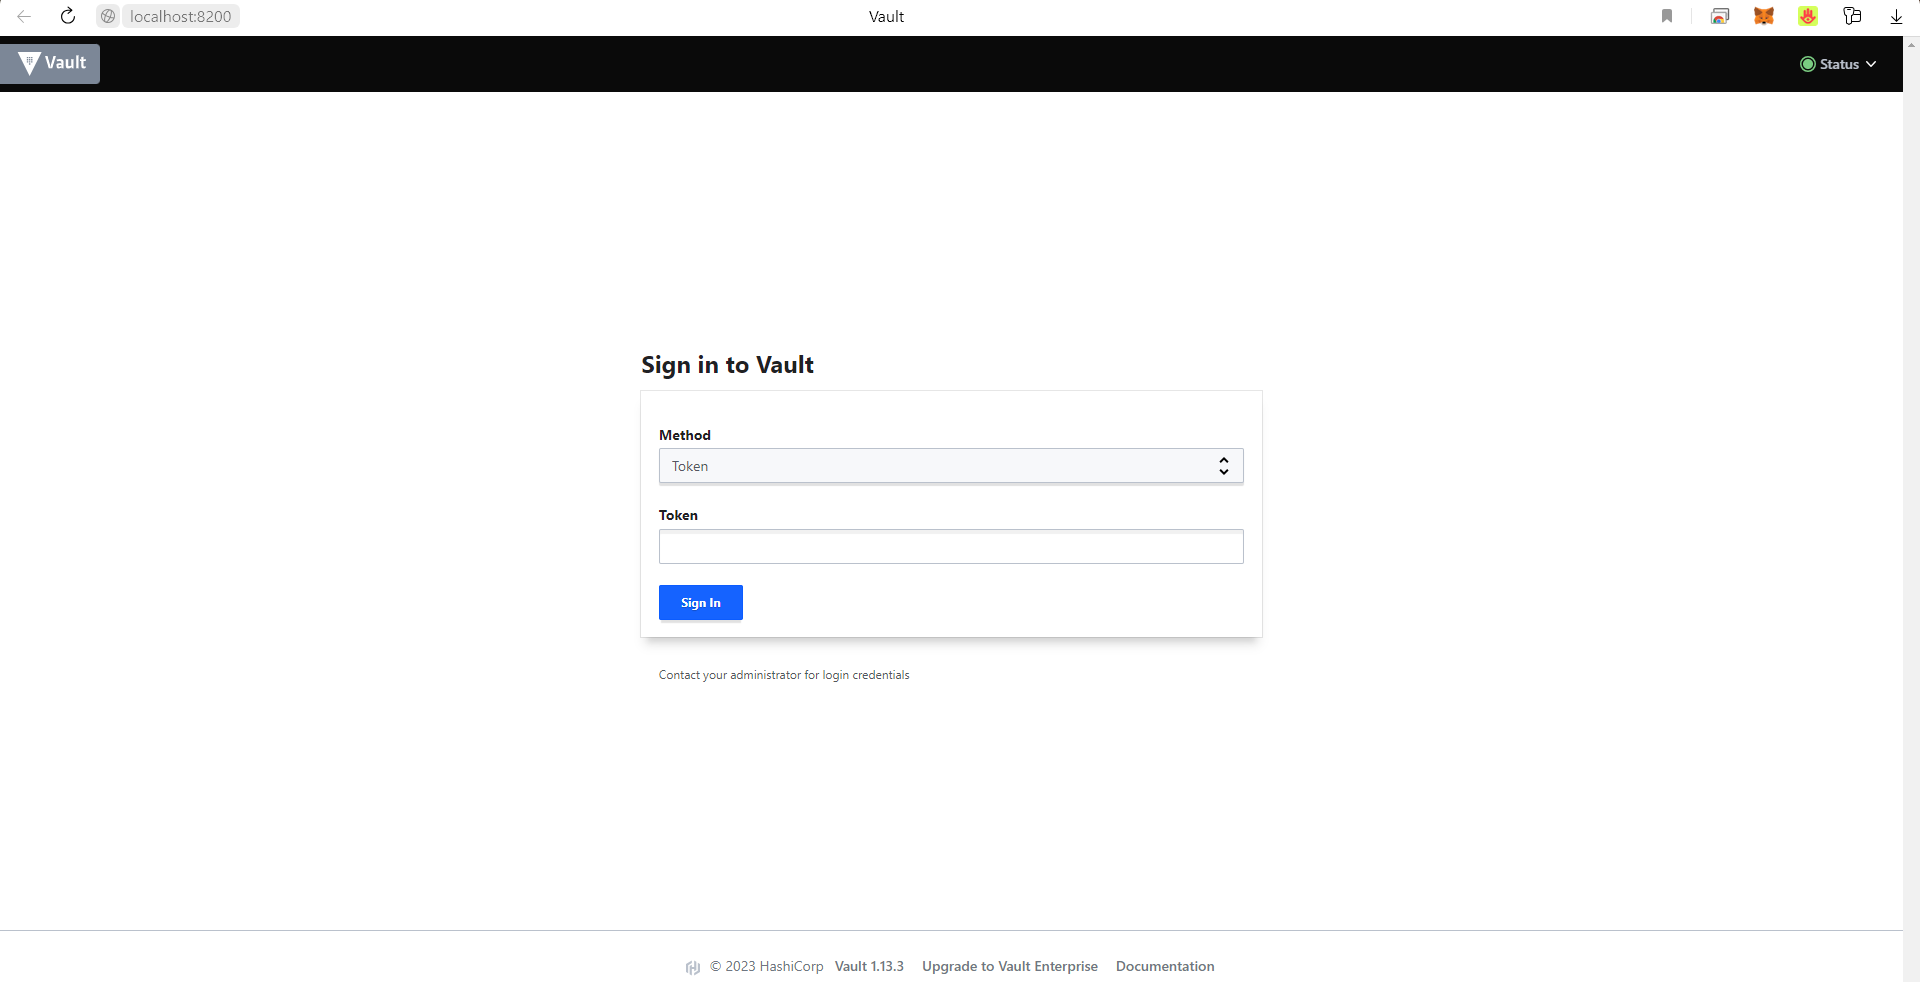 localhost:8200
Vault
Vault
Status
Sign in to Vault
Method
Token
Token
Sign In
Contact your administrator for login credentials
© 2023 HashiCorp Vault 1.13.3 Upgrade to Vault Enterprise Documentation